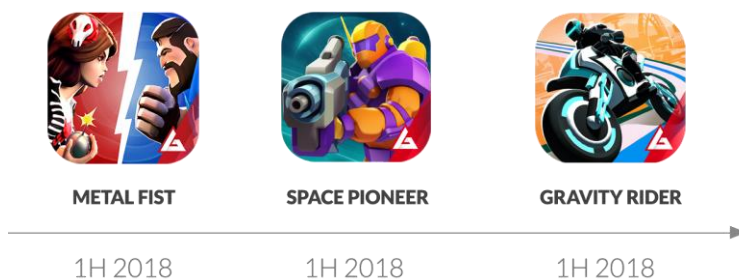 METAL FIST SPACE PIONEER GRAVITY RIDER
1H 2018 1H 2018 1H 2018